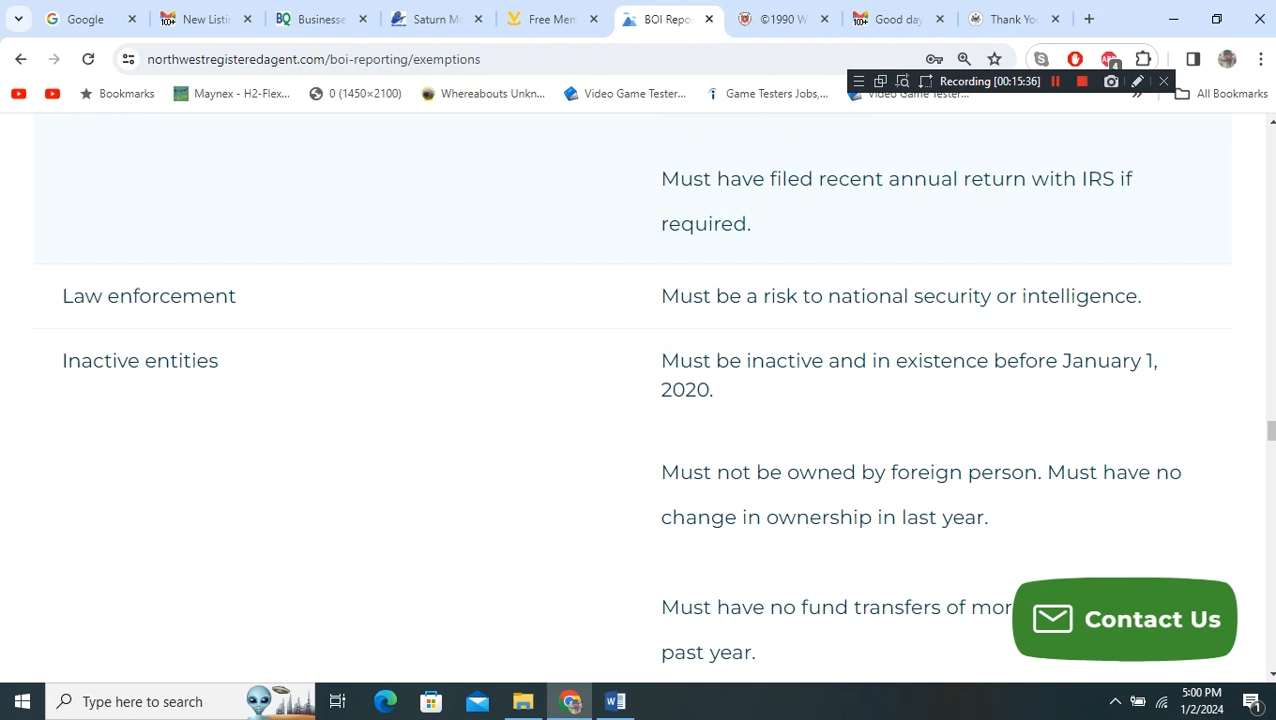 Google
New Listin
Business
Saturn Mo
Free Mem
BOI Repo
©1990 W
Good day
Thank You
northwestregisteredagent.com/boi-reporting/exemptions
Recording [00:15:36]
Bookmarks
Maynex - H2-Flex...
0 (1450×2100)
Whereabouts Unkn...
Video Game Tester...
Game Testers Jobs,...
Video Game Tester...
All Bookmarks
Must have filed recent annual return with IRS if
required.
Law enforcement
Must be a risk to national security or intelligence.
Inactive entities
Must be inactive and in existence before January 1,
2020.
Must not be owned by foreign person. Must have no
change in ownership in last year.
Must have no fund transfers of mor
past year.
Contact Us
Type here to search
5:00 PM
1/2/2024